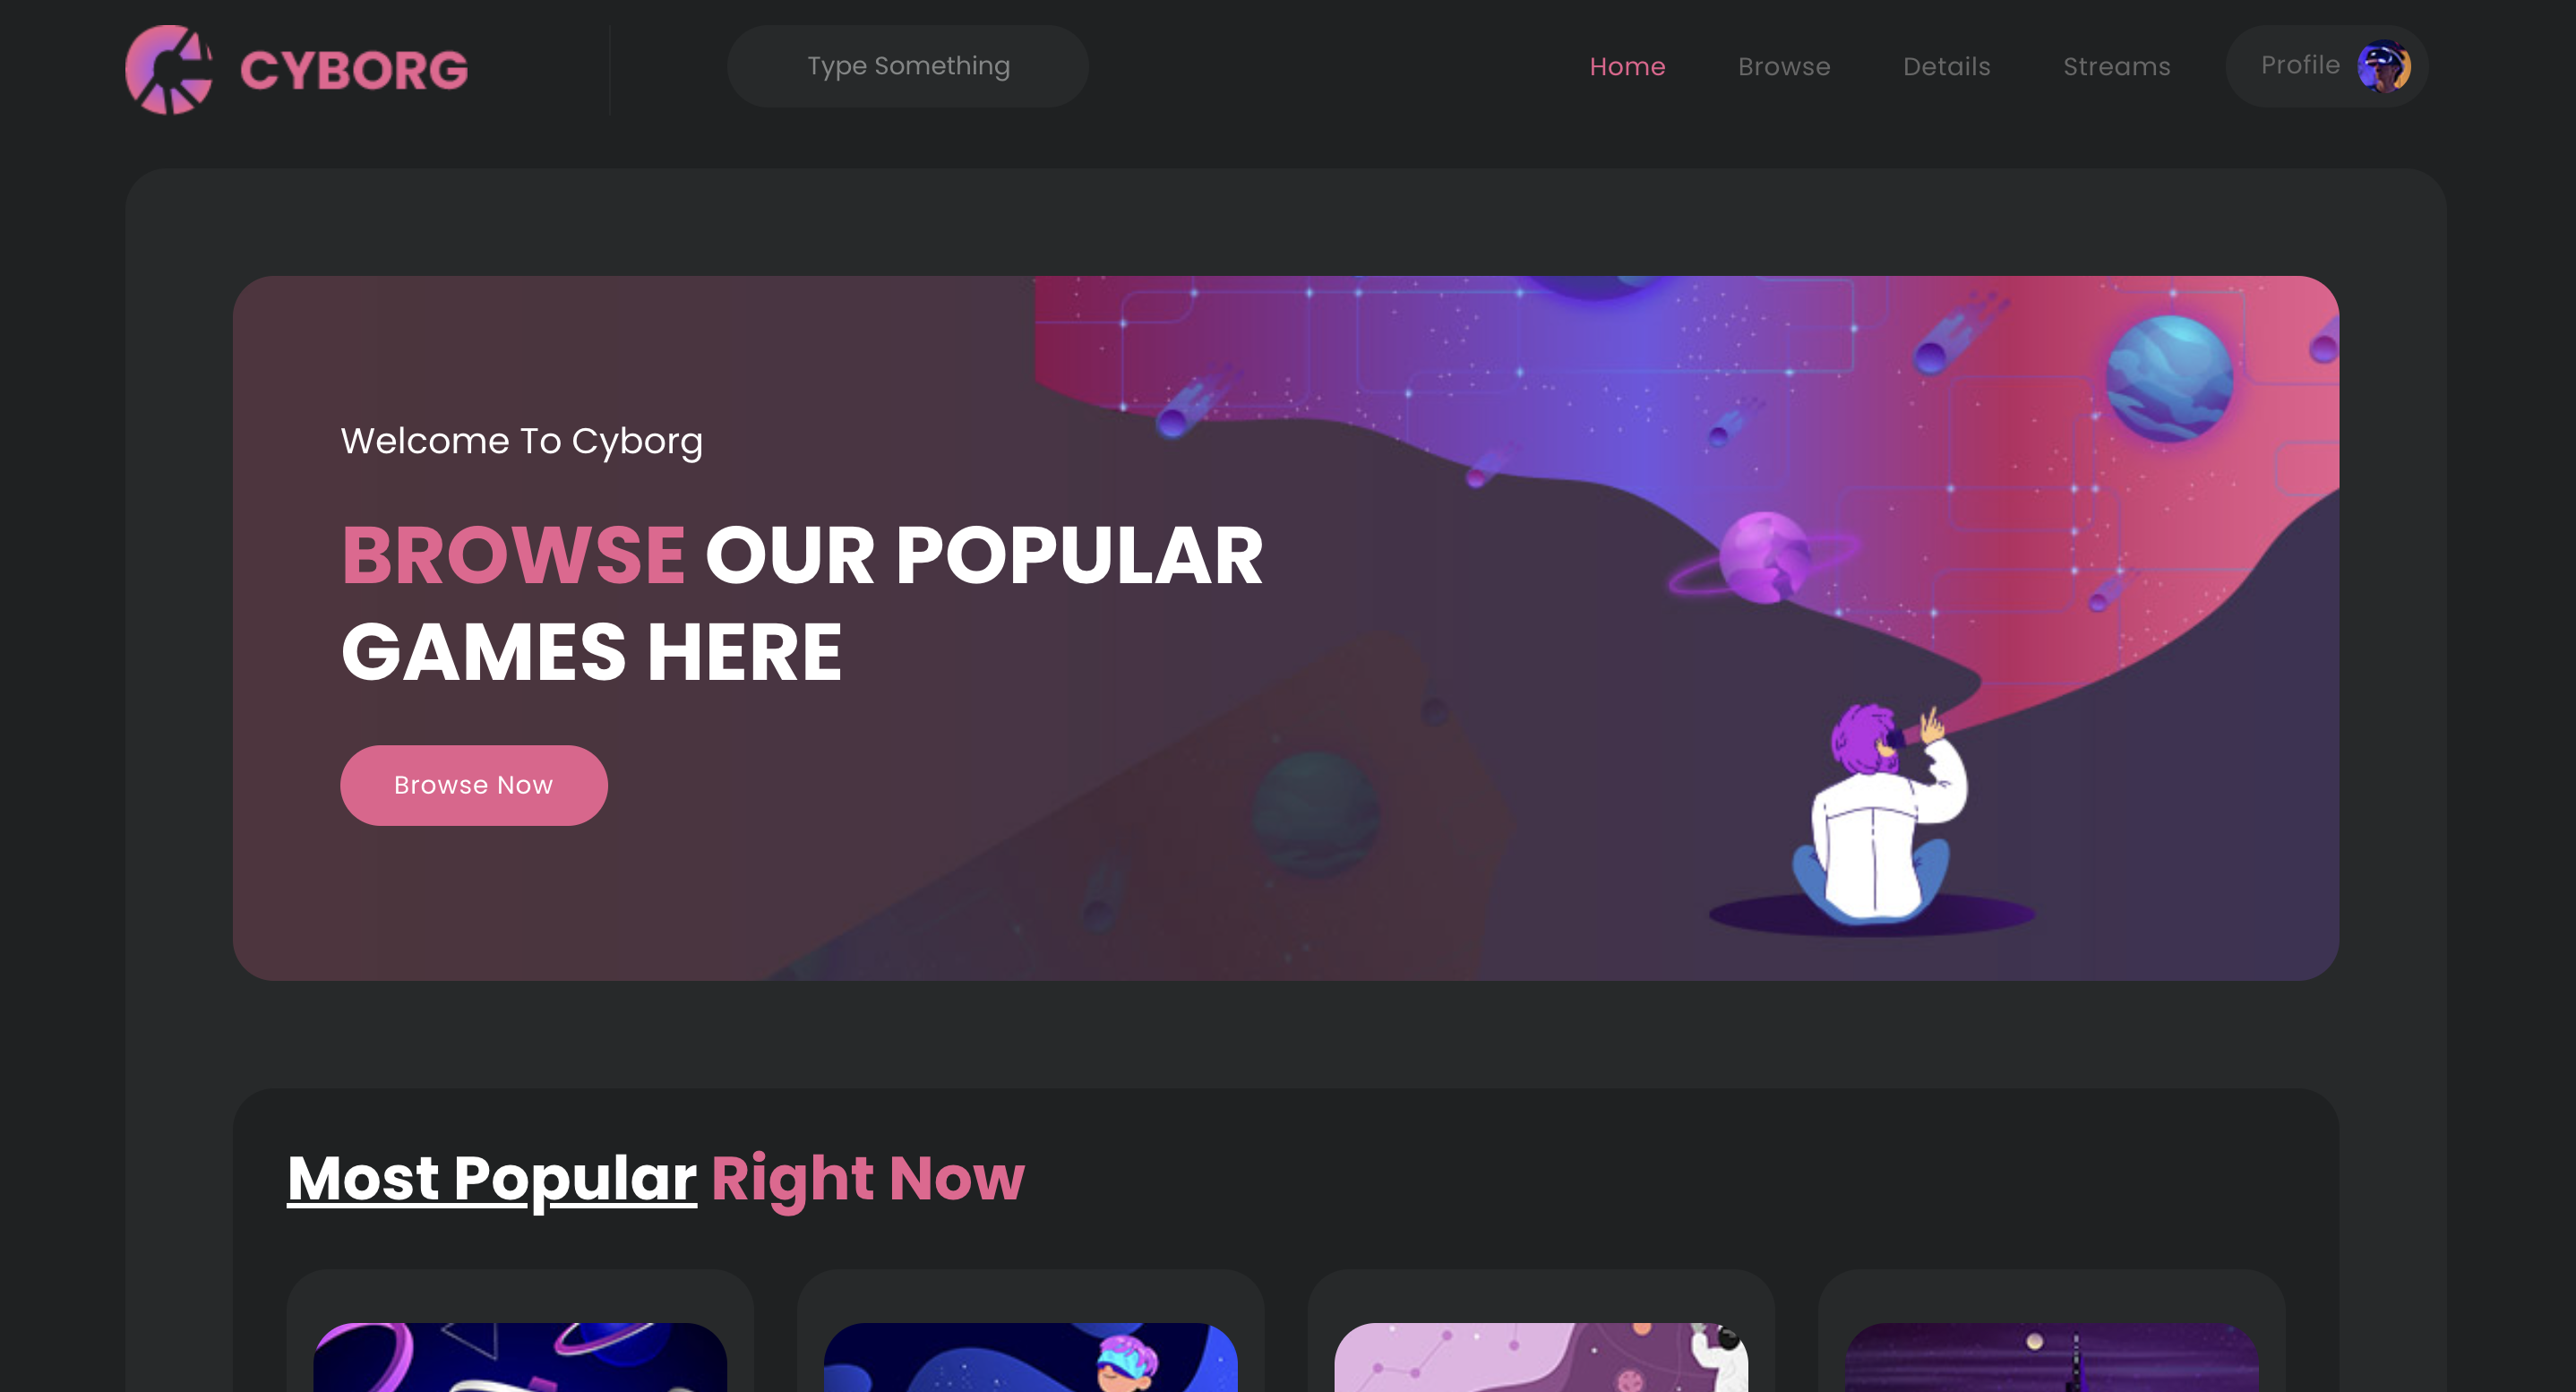 CYBORG
Type Something
Home
Browse
Details
Streams
Profile
Welcome To Cyborg
BROWSE OUR POPULAR
GAMES HERE
Browse Now
Most Popular Right Now